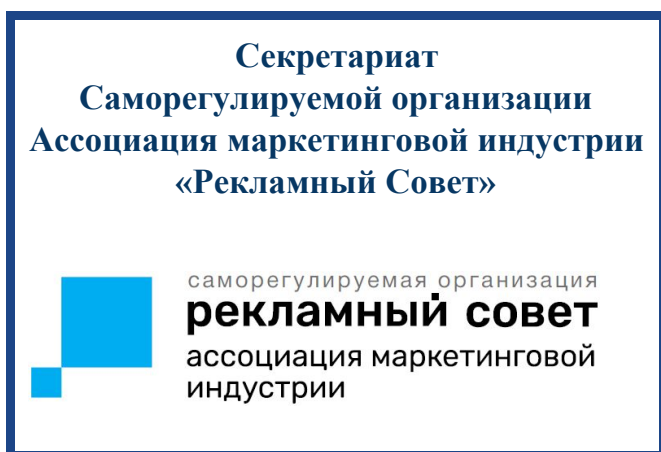 Секретариат
Саморегулируемой организации
Ассоциация маркетинговой индустрии
«Рекламный Совет»
саморегулируемая организация
рекламный совет
ассоциация маркетинговой
индустрии